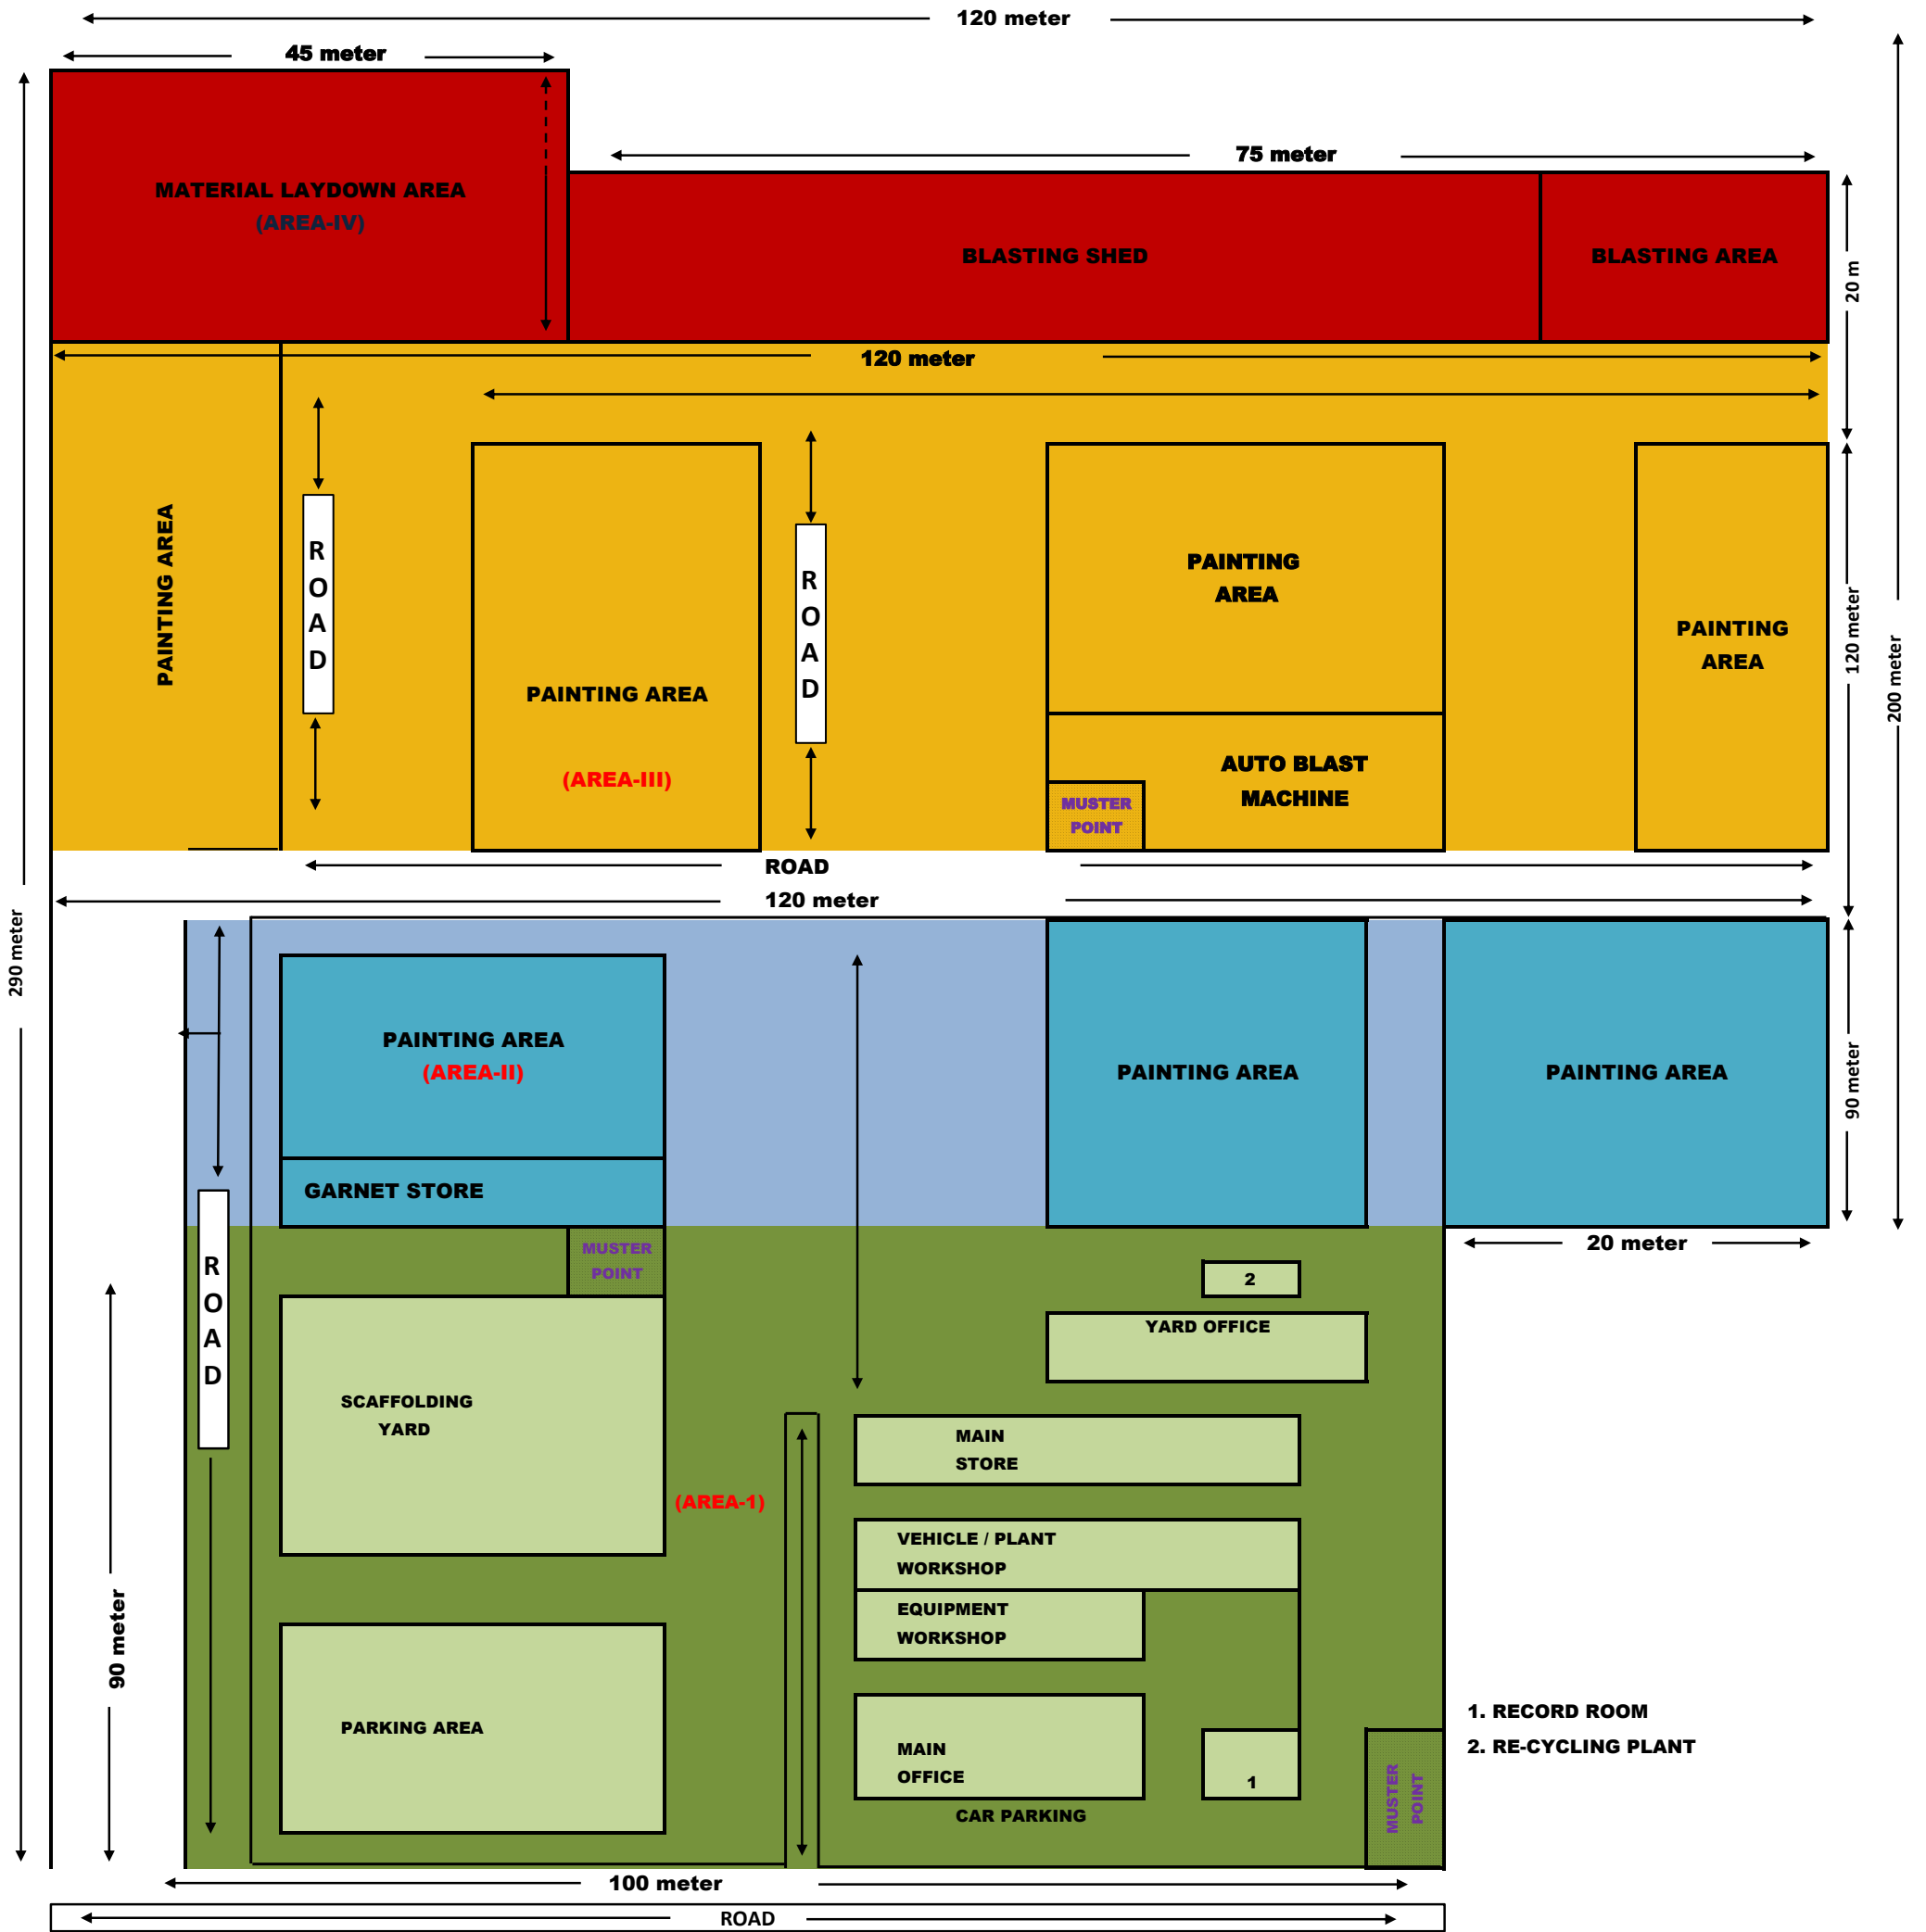 120 meter
45 meter
75 meter
MATERIAL LAYDOWN AREA
(AREA-IV)
BLASTING SHED
BLASTING AREA
20 m
120 meter
PAINTING AREA
ROAD
PAINTING AREA
(AREA-III)
ROAD
PAINTING
AREA
AUTO BLAST
MACHINE
MUSTER
POINT
PAINTING
AREA
120 meter
200 meter
ROAD
120 meter
290 meter
PAINTING AREA
(AREA-II)
GARNET STORE
PAINTING AREA
PAINTING AREA
90 meter
20 meter
ROAD
MUSTER
POINT
2
YARD OFFICE
SCAFFOLDING
YARD
MAIN
STORE
(AREA-1)
VEHICLE / PLANT
WORKSHOP
EQUIPMENT
WORKSHOP
90 meter
PARKING AREA
MAIN
OFFICE
1
CAR PARKING
MUSTER
POINT
1. RECORD ROOM
2. RE-CYCLING PLANT
100 meter
ROAD